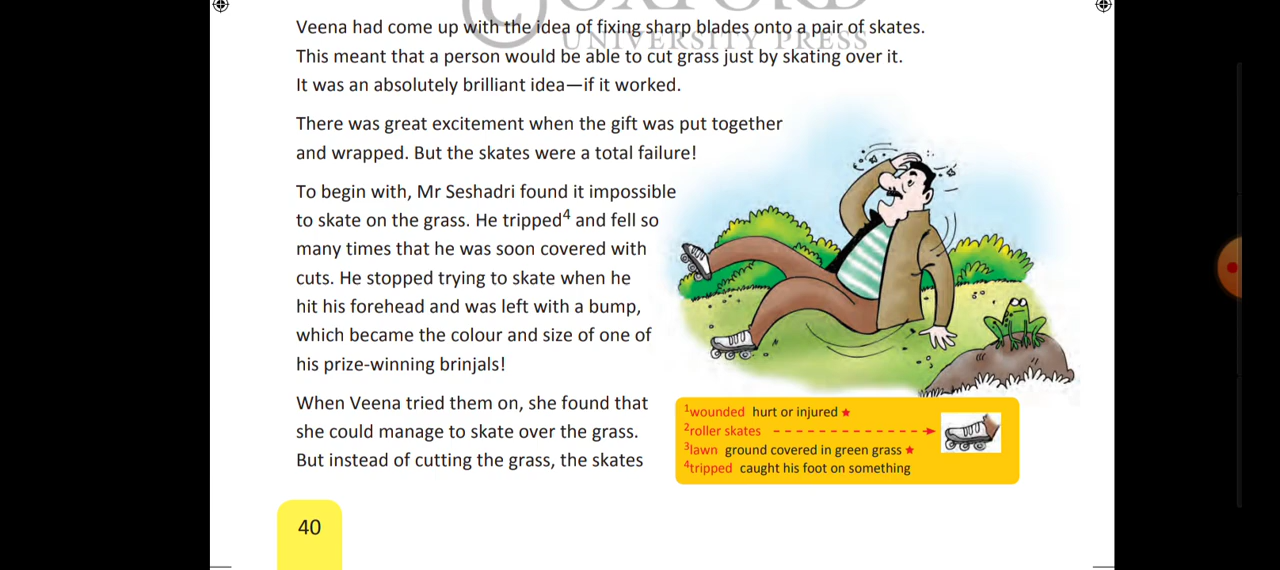 OXFORD
UNIVERSITY PRESS
Veena had come up with the idea of fixing sharp blades onto a pair of skates.
This meant that a person would be able to cut grass just by skating over it.
It was an absolutely brilliant idea—if it worked.
There was great excitement when the gift was put together
and wrapped. But the skates were a total failure!
To begin with, Mr Seshadri found it impossible
to skate on the grass. He tripped⁴ and fell so
many times that he was soon covered with
cuts. He stopped trying to skate when he
hit his forehead and was left with a bump,
which became the colour and size of one of
his prize-winning brinjals!
When Veena tried them on, she found that
she could manage to skate over the grass.
But instead of cutting the grass, the skates
¹wounded hurt or injured ★
²roller skates
³lawn ground covered in green grass ★
⁴tripped caught his foot on something
40